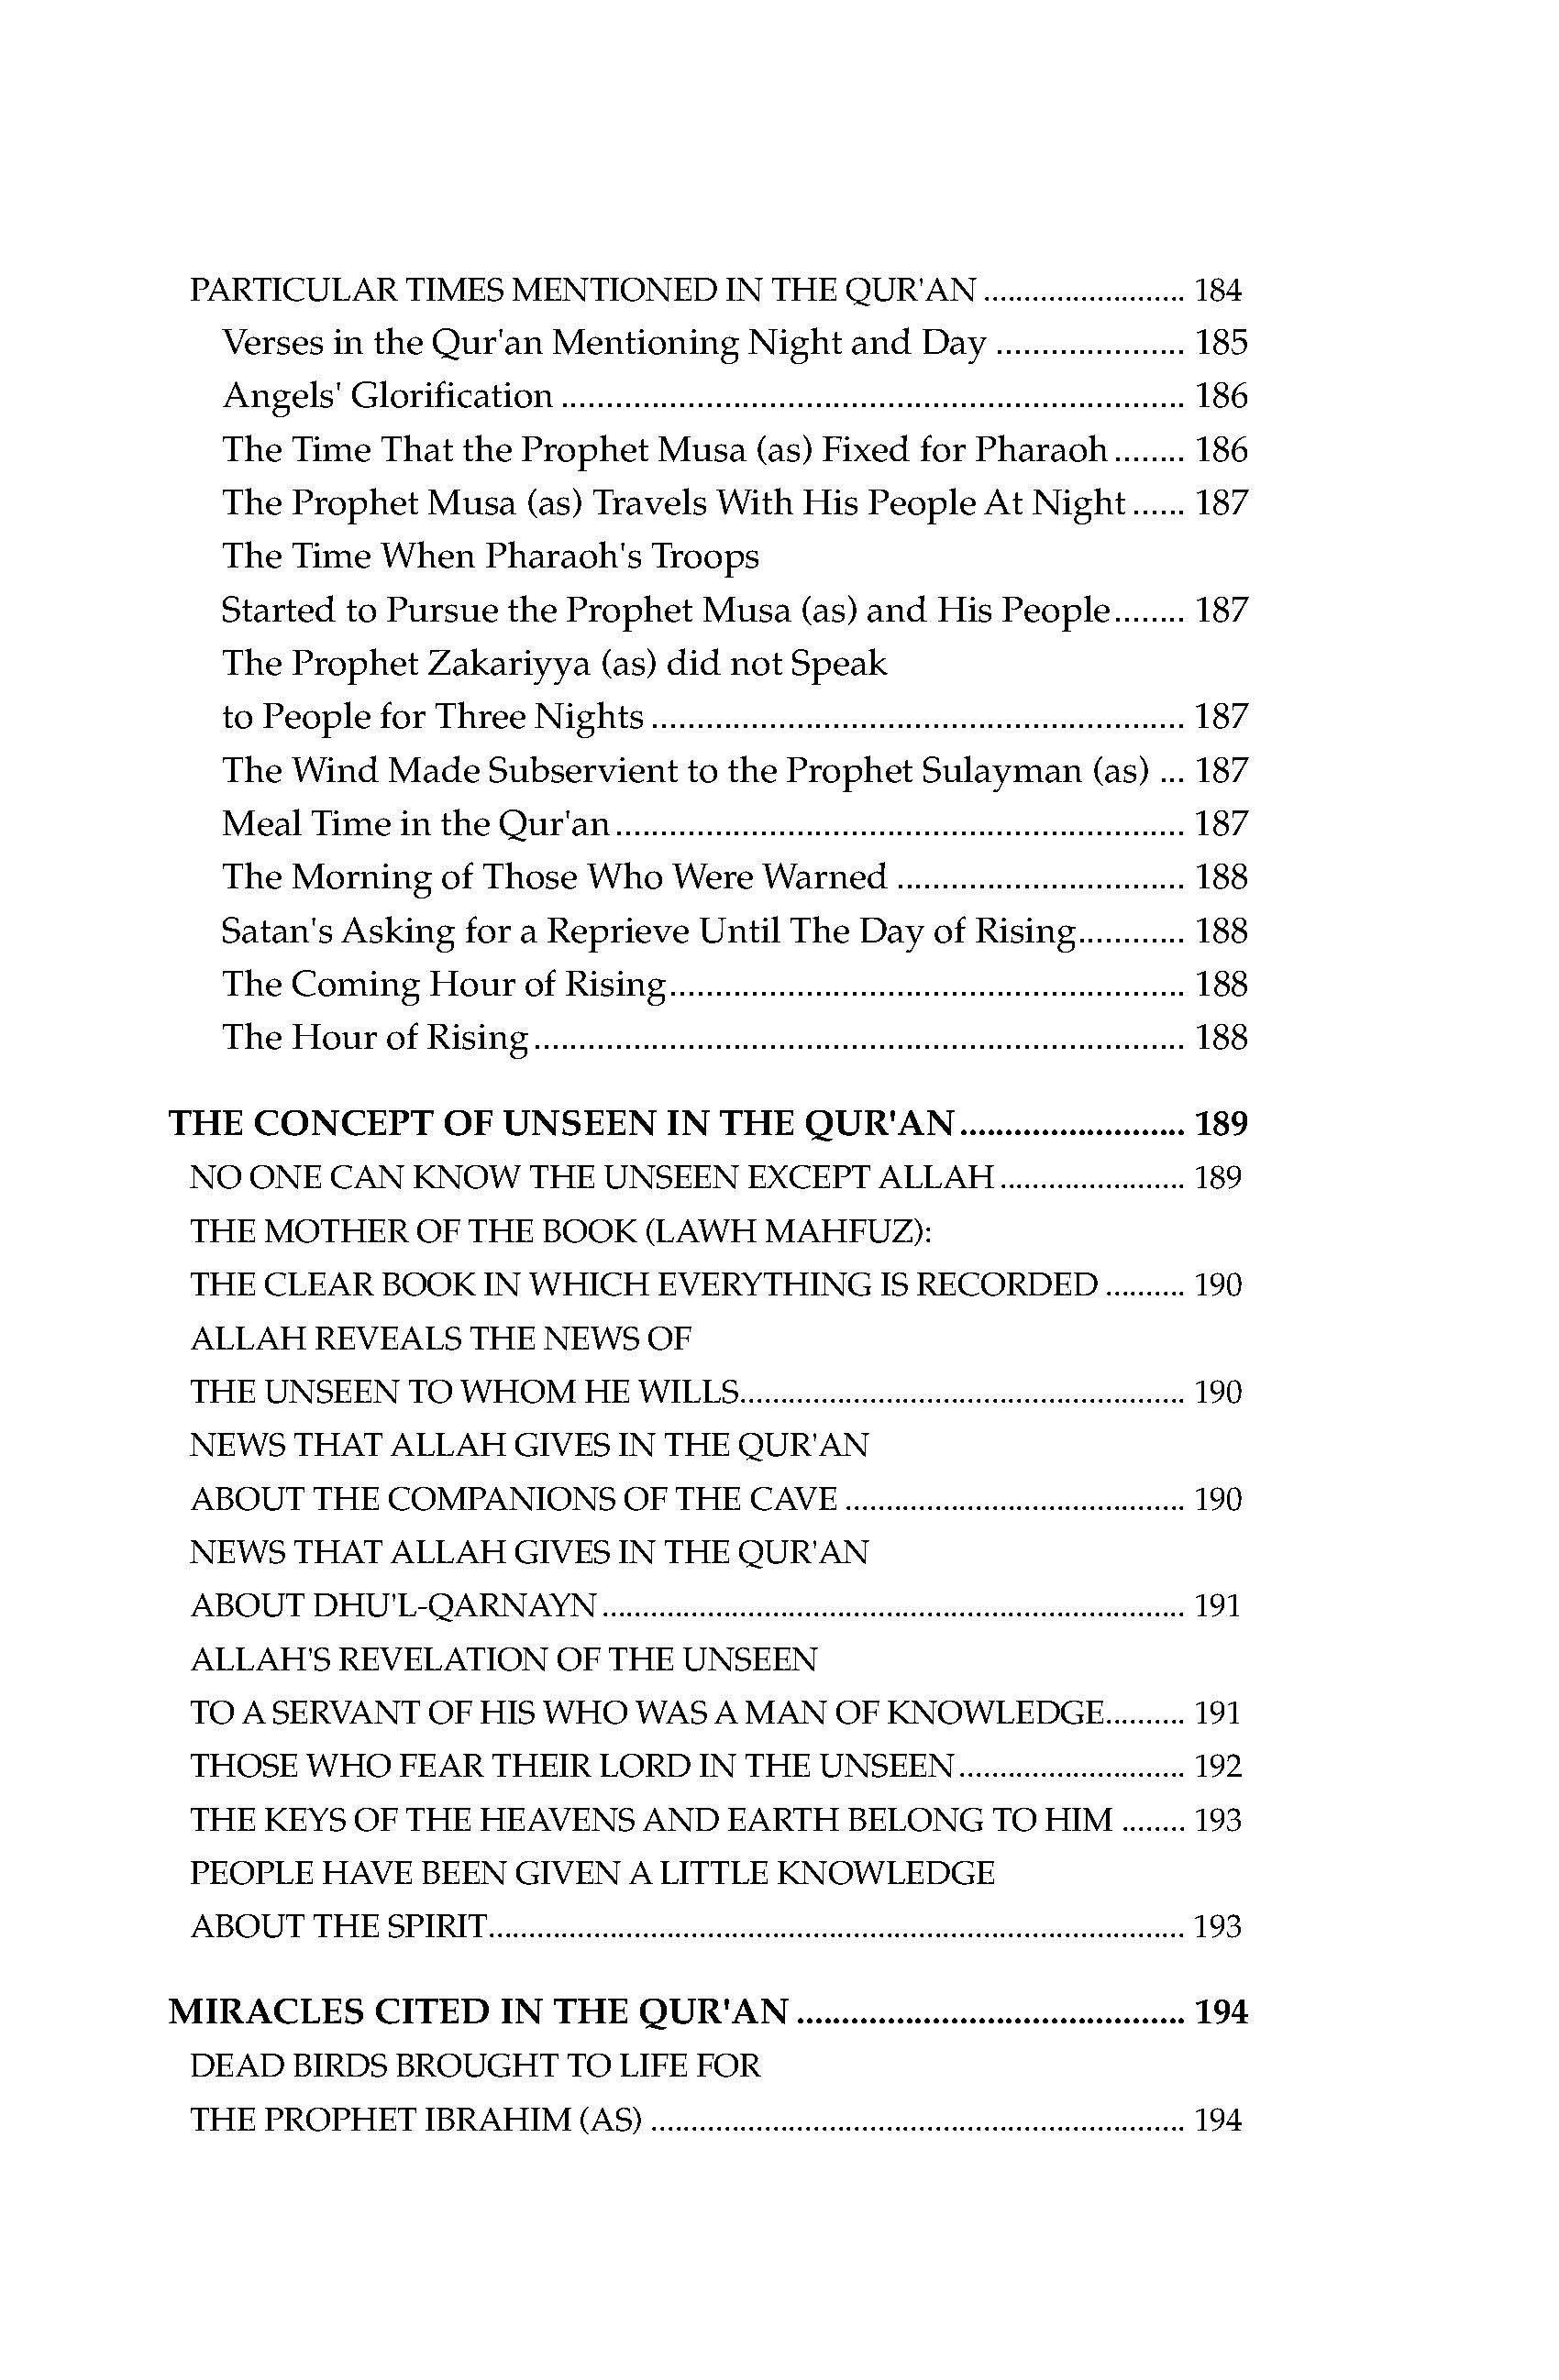 PARTICULAR TIMES MENTIONED IN THE QUR'AN ......................... 184
Verses in the Qur'an Mentioning Night and Day ..................... 185
Angels' Glorification ..................................................................... 186
The Time That the Prophet Musa (as) Fixed for Pharaoh ........ 186
The Prophet Musa (as) Travels With His People At Night ...... 187
The Time When Pharaoh's Troops
Started to Pursue the Prophet Musa (as) and His People ........ 187
The Prophet Zakariyya (as) did not Speak
to People for Three Nights ........................................................... 187
The Wind Made Subservient to the Prophet Sulayman (as) ... 187
Meal Time in the Qur'an ............................................................... 187
The Morning of Those Who Were Warned ................................ 188
Satan's Asking for a Reprieve Until The Day of Rising ............ 188
The Coming Hour of Rising ......................................................... 188
The Hour of Rising ........................................................................ 188
THE CONCEPT OF UNSEEN IN THE QUR'AN ......................... 189
NO ONE CAN KNOW THE UNSEEN EXCEPT ALLAH ....................... 189
THE MOTHER OF THE BOOK (LAWH MAHFUZ):
THE CLEAR BOOK IN WHICH EVERYTHING IS RECORDED .......... 190
ALLAH REVEALS THE NEWS OF
THE UNSEEN TO WHOM HE WILLS ....................................................... 190
NEWS THAT ALLAH GIVES IN THE QUR'AN
ABOUT THE COMPANIONS OF THE CAVE .......................................... 190
NEWS THAT ALLAH GIVES IN THE QUR'AN
ABOUT DHU'L-QARNAYN ........................................................................ 191
ALLAH'S REVELATION OF THE UNSEEN
TO A SERVANT OF HIS WHO WAS A MAN OF KNOWLEDGE .......... 191
THOSE WHO FEAR THEIR LORD IN THE UNSEEN ............................ 192
THE KEYS OF THE HEAVENS AND EARTH BELONG TO HIM ........ 193
PEOPLE HAVE BEEN GIVEN A LITTLE KNOWLEDGE
ABOUT THE SPIRIT ...................................................................................... 193
MIRACLES CITED IN THE QUR'AN ........................................... 194
DEAD BIRDS BROUGHT TO LIFE FOR
THE PROPHET IBRAHIM (AS) .................................................................. 194